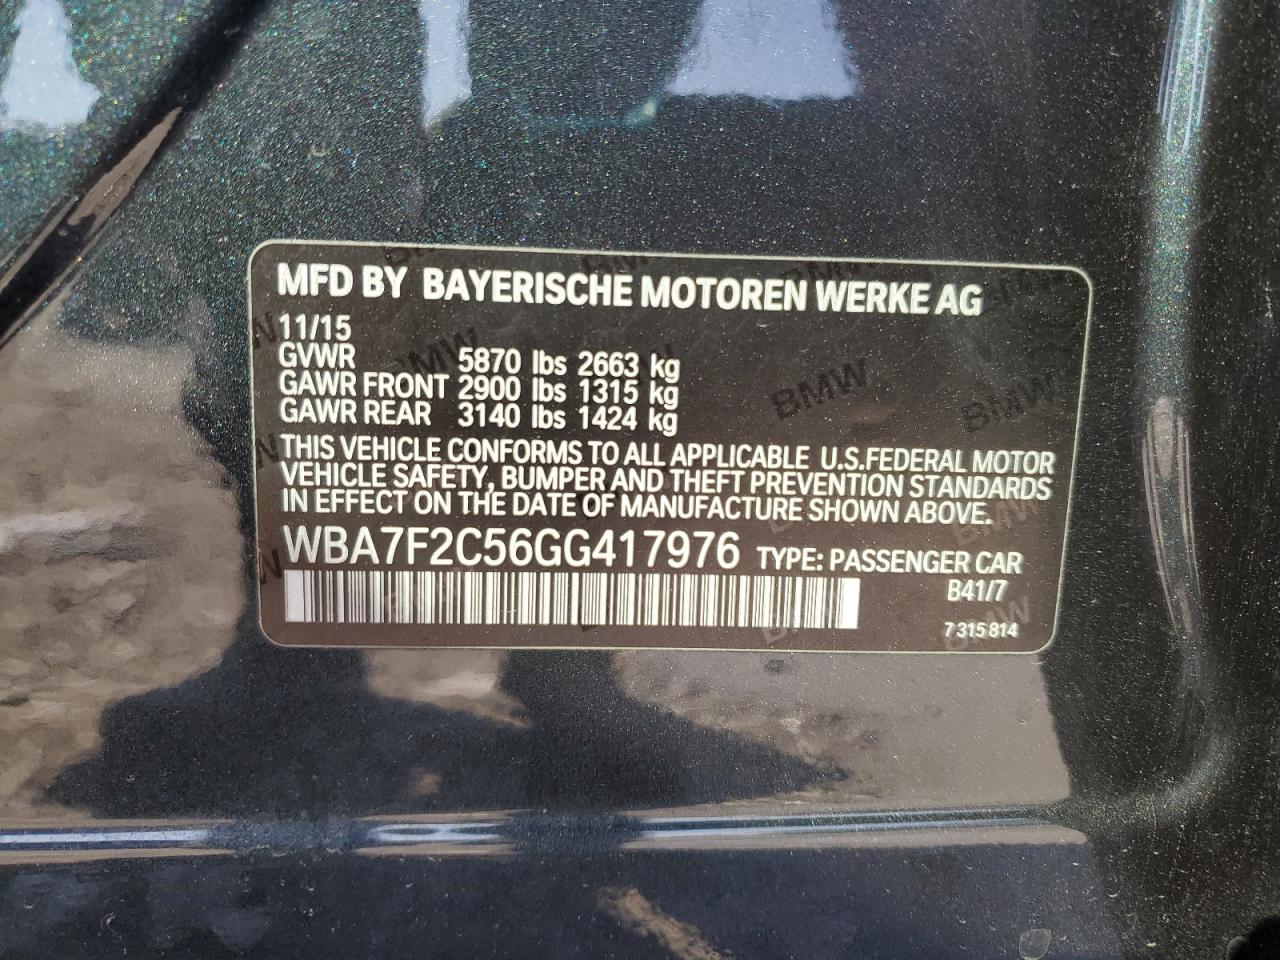 MFD BY BAYERISCHE MOTOREN WERKE AG
11/15
GVWR 5870 lbs 2663 kg
GAWR FRONT 2900 lbs 1315 kg
GAWR REAR 3140 lbs 1424 kg
THIS VEHICLE CONFORMS TO ALL APPLICABLE U.S.FEDERAL MOTOR
VEHICLE SAFETY, BUMPER AND THEFT PREVENTION STANDARDS
IN EFFECT ON THE DATE OF MANUFACTURE SHOWN ABOVE.
WBA7F2C56GG417976 TYPE: PASSENGER CAR
B41/7
7 315 814